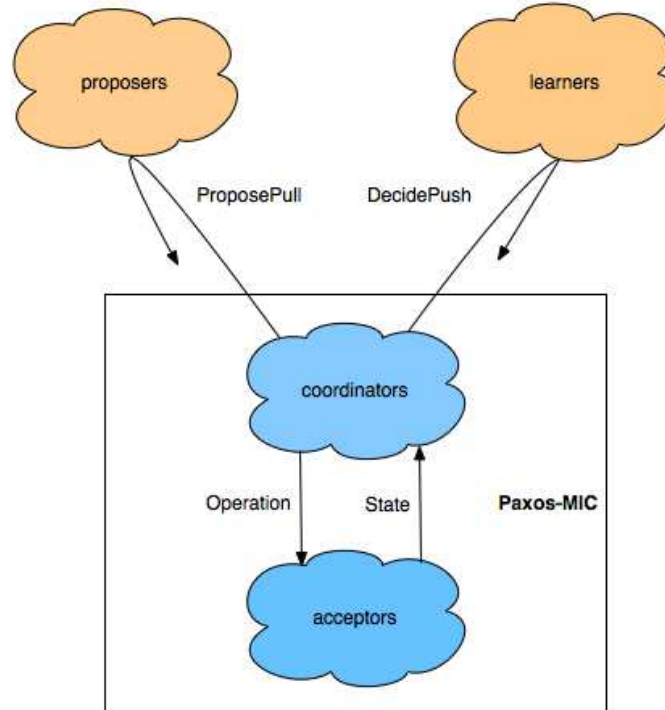 proposers
learners
ProposePull
DecidePush
coordinators
Operation
State
Paxos-MIC
acceptors